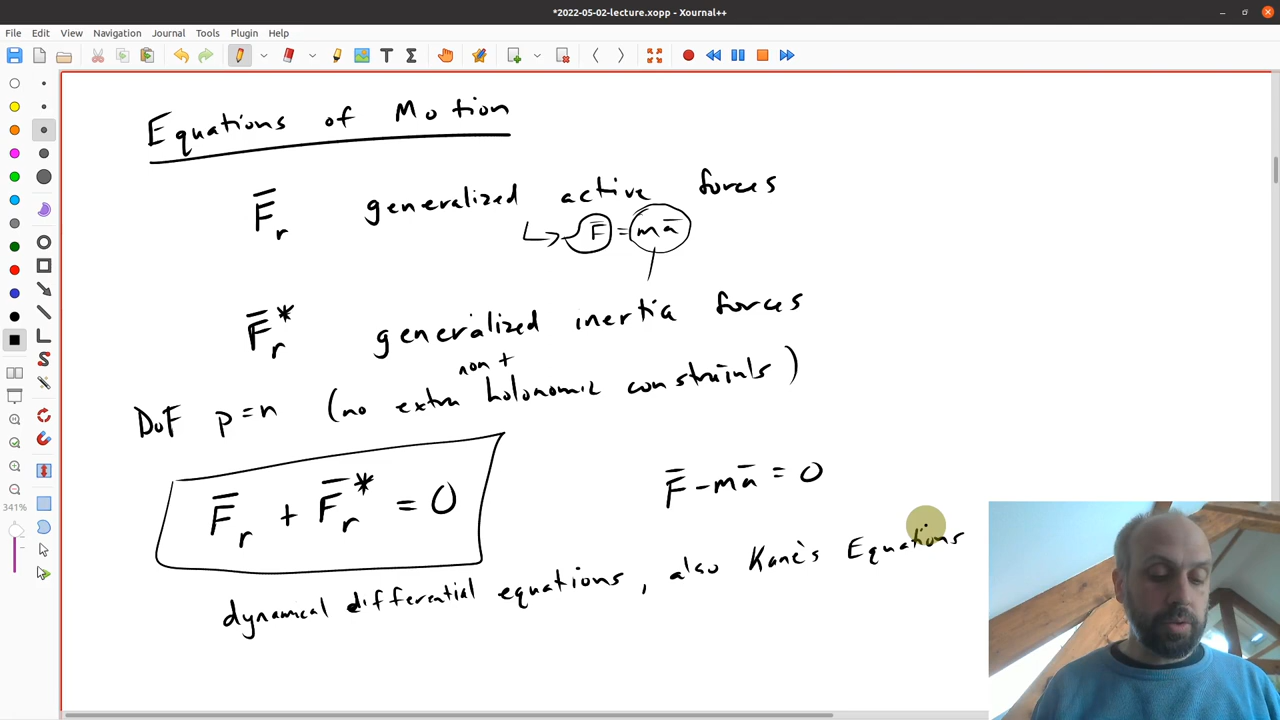 *2022-05-02-lecture.xopp - Xournal++
File Edit View Navigation Journal Tools Plugin Help
341%
Equations of Motion
F̄r generalized active forces
F̄ = mā
F̄r* generalized inertia forces
non +
DoF p=n (no extra holonomic constraints)
F̄r + F̄r* = 0
F̄ - mā = 0
dynamical differential equations, also Kane's Equations